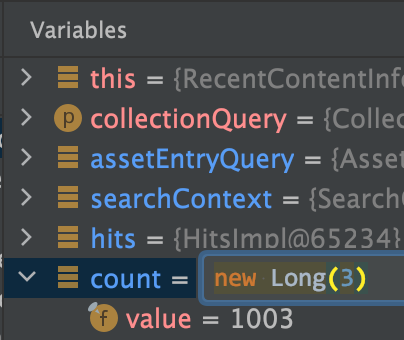 Variables
this = {RecentContentInfo
p collectionQuery = {Collec
assetEntryQuery = {Asset
searchContext = {Search
hits = {HitsImpl@65234}
count = new Long(3)
f value = 1003